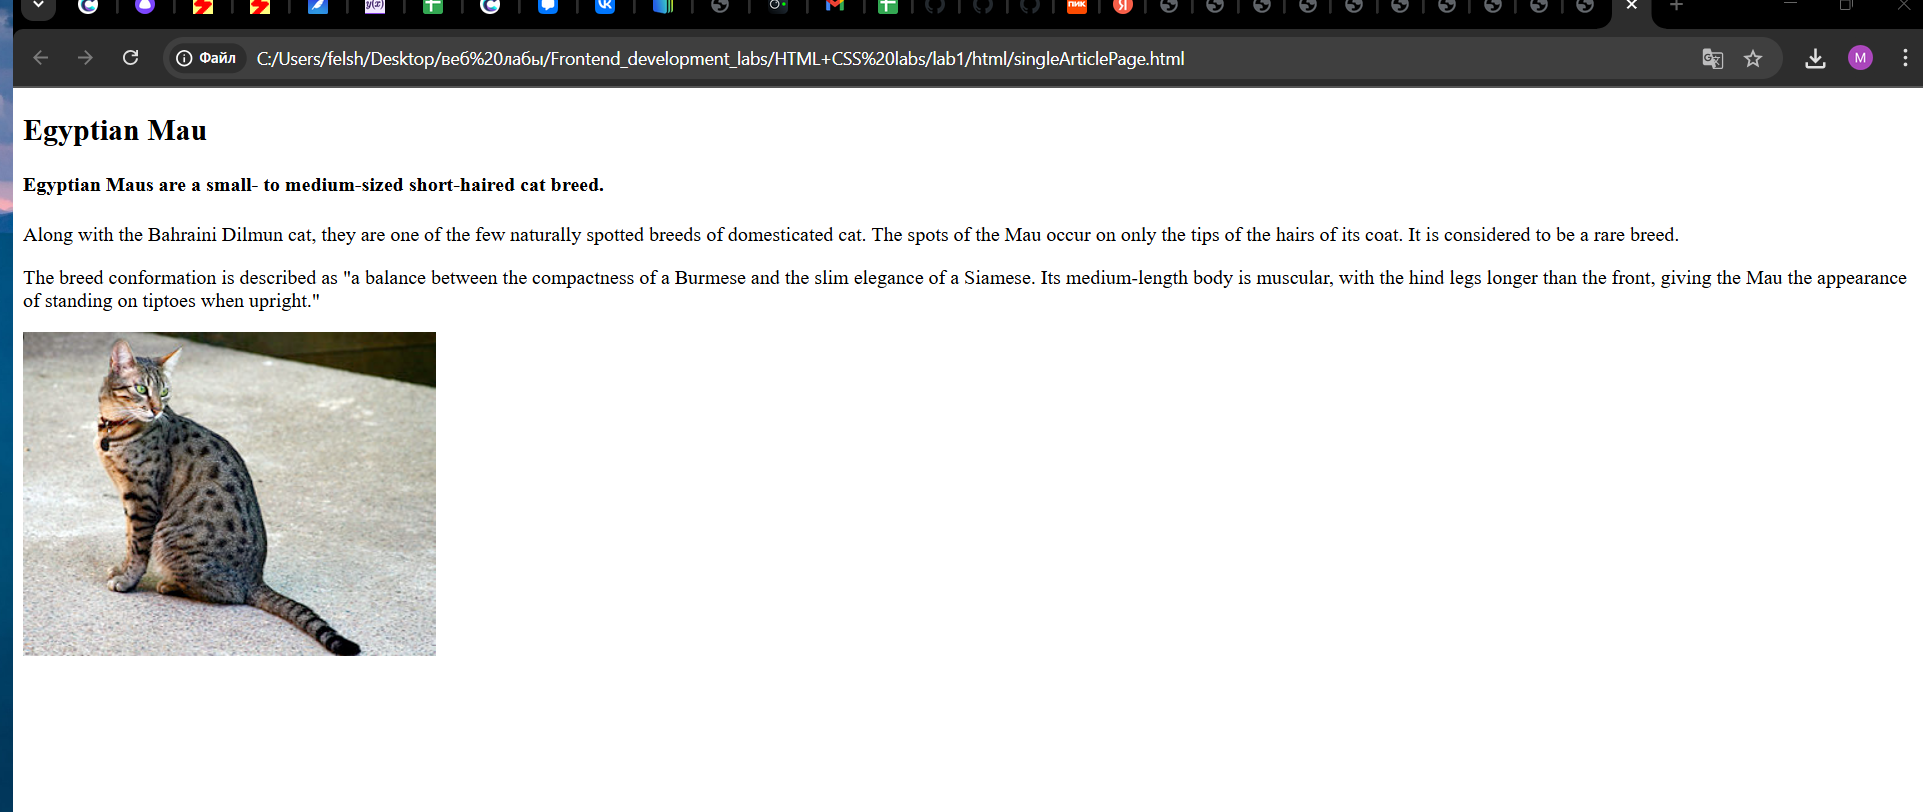 y(x)
ПИК
Я
Файл
C:/Users/felsh/Desktop/веб%20лабы/Frontend_development_labs/HTML+CSS%20labs/lab1/html/singleArticlePage.html
M
Egyptian Mau
Egyptian Maus are a small- to medium-sized short-haired cat breed.
Along with the Bahraini Dilmun cat, they are one of the few naturally spotted breeds of domesticated cat. The spots of the Mau occur on only the tips of the hairs of its coat. It is considered to be a rare breed.
The breed conformation is described as "a balance between the compactness of a Burmese and the slim elegance of a Siamese. Its medium-length body is muscular, with the hind legs longer than the front, giving the Mau the appearance
of standing on tiptoes when upright."